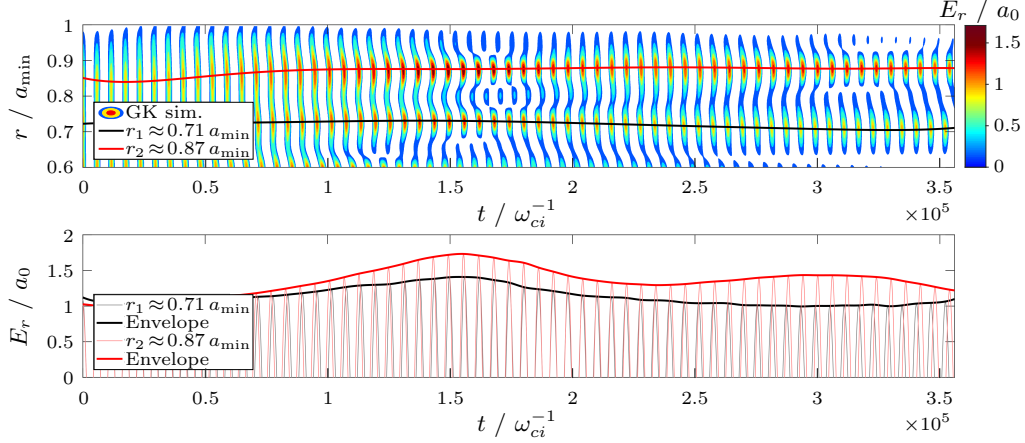 E_r / a_0
1
0.9
0.8
0.7
0.6
r / a_min
GK sim.
r_1 ≈ 0.71 a_min
r_2 ≈ 0.87 a_min
1.5
1
0.5
0
0 0.5 1 1.5 2 2.5 3 3.5
t / ω_ci^−1
×10^5
2
1.5
1
0.5
0
E_r / a_0
r_1 ≈ 0.71 a_min
Envelope
r_2 ≈ 0.87 a_min
Envelope
0 0.5 1 1.5 2 2.5 3 3.5
t / ω_ci^−1
×10^5